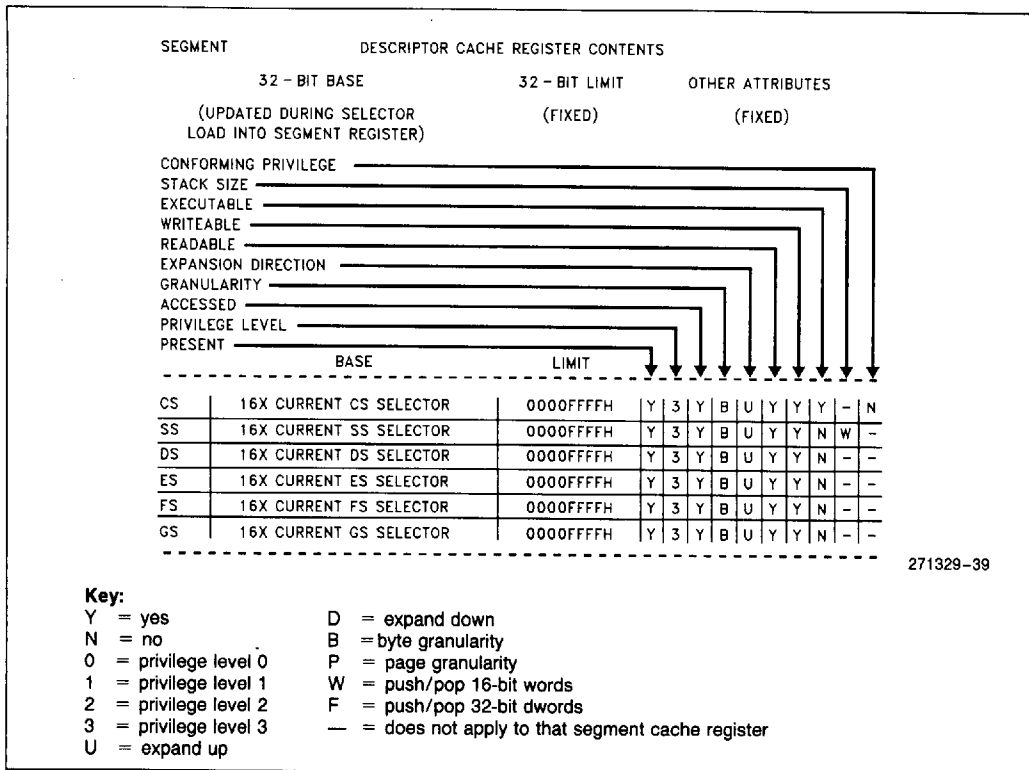 SEGMENT DESCRIPTOR CACHE REGISTER CONTENTS
32 - BIT BASE 32 - BIT LIMIT OTHER ATTRIBUTES
(UPDATED DURING SELECTOR (FIXED) (FIXED)
LOAD INTO SEGMENT REGISTER)
CONFORMING PRIVILEGE
STACK SIZE
EXECUTABLE
WRITEABLE
READABLE
EXPANSION DIRECTION
GRANULARITY
ACCESSED
PRIVILEGE LEVEL
PRESENT
BASE LIMIT
CS 16X CURRENT CS SELECTOR 0000FFFFH Y 3 Y B U Y Y Y - N
SS 16X CURRENT SS SELECTOR 0000FFFFH Y 3 Y B U Y Y N W -
DS 16X CURRENT DS SELECTOR 0000FFFFH Y 3 Y B U Y Y N - -
ES 16X CURRENT ES SELECTOR 0000FFFFH Y 3 Y B U Y Y N - -
FS 16X CURRENT FS SELECTOR 0000FFFFH Y 3 Y B U Y Y N - -
GS 16X CURRENT GS SELECTOR 0000FFFFH Y 3 Y B U Y Y N - -
271329-39
Key:
Y = yes
N = no
0 = privilege level 0
1 = privilege level 1
2 = privilege level 2
3 = privilege level 3
U = expand up
D = expand down
B = byte granularity
P = page granularity
W = push/pop 16-bit words
F = push/pop 32-bit dwords
— = does not apply to that segment cache register